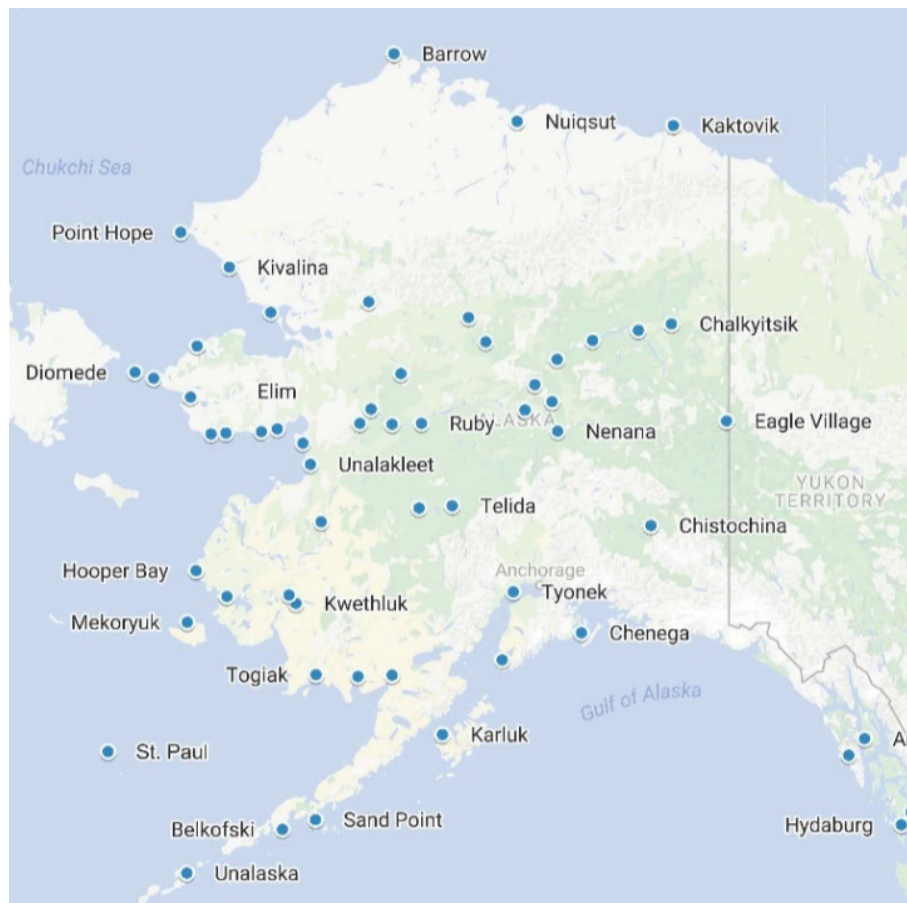 Barrow
Nuiqsut
Kaktovik
Chukchi Sea
Point Hope
Kivalina
Chalkyitsik
Diomede
Elim
Ruby
ALASKA
Nenana
Eagle Village
Unalakleet
YUKON
TERRITORY
Telida
Chistochina
Hooper Bay
Anchorage
Tyonek
Kwethluk
Mekoryuk
Chenega
Togiak
Gulf of Alaska
Karluk
St. Paul
A
Sand Point
Belkofski
Hydaburg
Unalaska